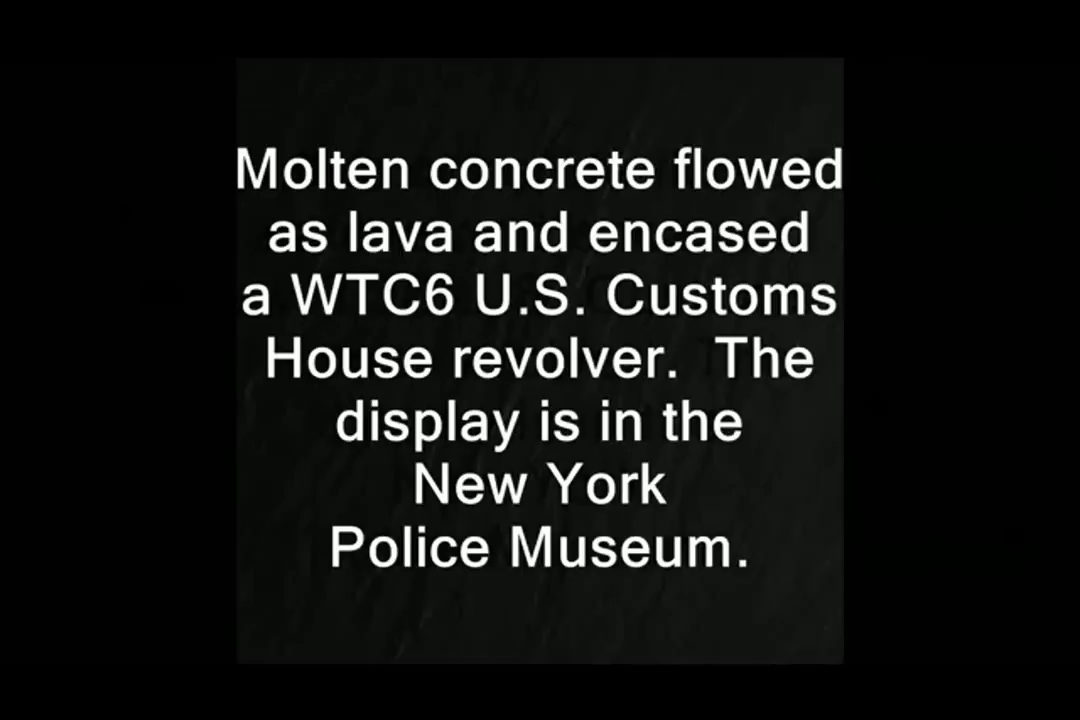 Molten concrete flowed
as lava and encased
a WTC6 U.S. Customs
House revolver.  The
display is in the
New York
Police Museum.